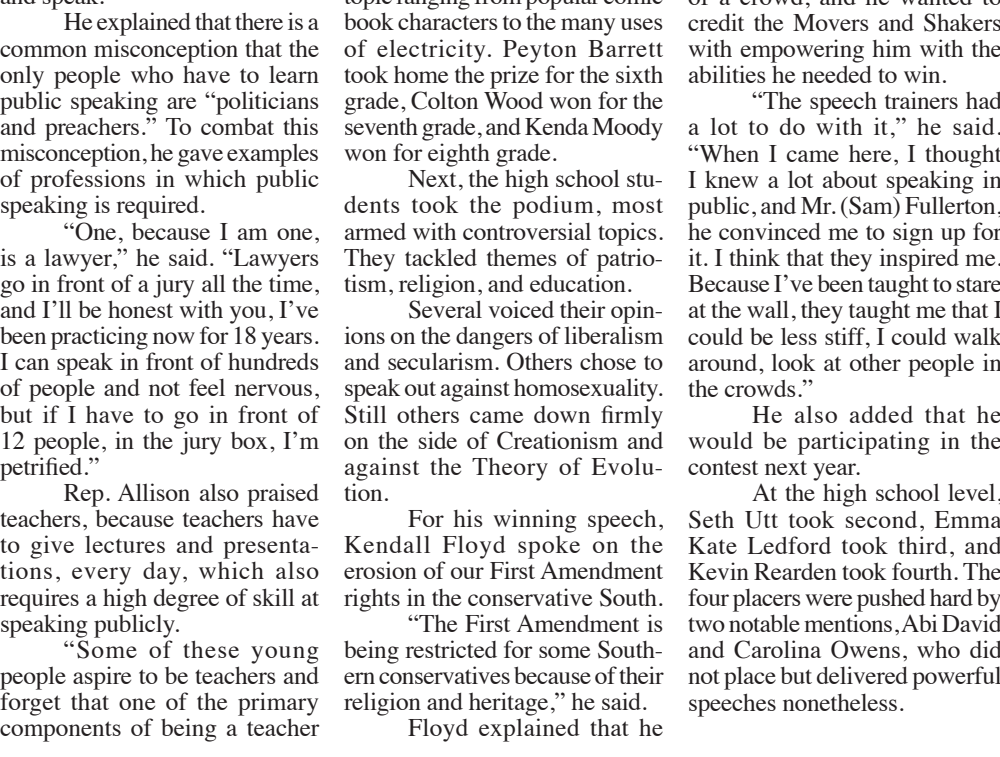 and speak.
He explained that there is a
common misconception that the
only people who have to learn
public speaking are “politicians
and preachers.” To combat this
misconception, he gave examples
of professions in which public
speaking is required.
“One, because I am one,
is a lawyer,” he said. “Lawyers
go in front of a jury all the time,
and I’ll be honest with you, I’ve
been practicing now for 18 years.
I can speak in front of hundreds
of people and not feel nervous,
but if I have to go in front of
12 people, in the jury box, I’m
petrified.”
Rep. Allison also praised
teachers, because teachers have
to give lectures and presenta-
tions, every day, which also
requires a high degree of skill at
speaking publicly.
“Some of these young
people aspire to be teachers and
forget that one of the primary
components of being a teacher
topic ranging from popular comic
book characters to the many uses
of electricity. Peyton Barrett
took home the prize for the sixth
grade, Colton Wood won for the
seventh grade, and Kenda Moody
won for eighth grade.
Next, the high school stu-
dents took the podium, most
armed with controversial topics.
They tackled themes of patrio-
tism, religion, and education.
Several voiced their opin-
ions on the dangers of liberalism
and secularism. Others chose to
speak out against homosexuality.
Still others came down firmly
on the side of Creationism and
against the Theory of Evolu-
tion.
For his winning speech,
Kendall Floyd spoke on the
erosion of our First Amendment
rights in the conservative South.
“The First Amendment is
being restricted for some South-
ern conservatives because of their
religion and heritage,” he said.
Floyd explained that he
of a crowd, and he wanted to
credit the Movers and Shakers
with empowering him with the
abilities he needed to win.
“The speech trainers had
a lot to do with it,” he said.
“When I came here, I thought
I knew a lot about speaking in
public, and Mr. (Sam) Fullerton,
he convinced me to sign up for
it. I think that they inspired me.
Because I’ve been taught to stare
at the wall, they taught me that I
could be less stiff, I could walk
around, look at other people in
the crowds.”
He also added that he
would be participating in the
contest next year.
At the high school level,
Seth Utt took second, Emma
Kate Ledford took third, and
Kevin Rearden took fourth. The
four placers were pushed hard by
two notable mentions, Abi David
and Carolina Owens, who did
not place but delivered powerful
speeches nonetheless.